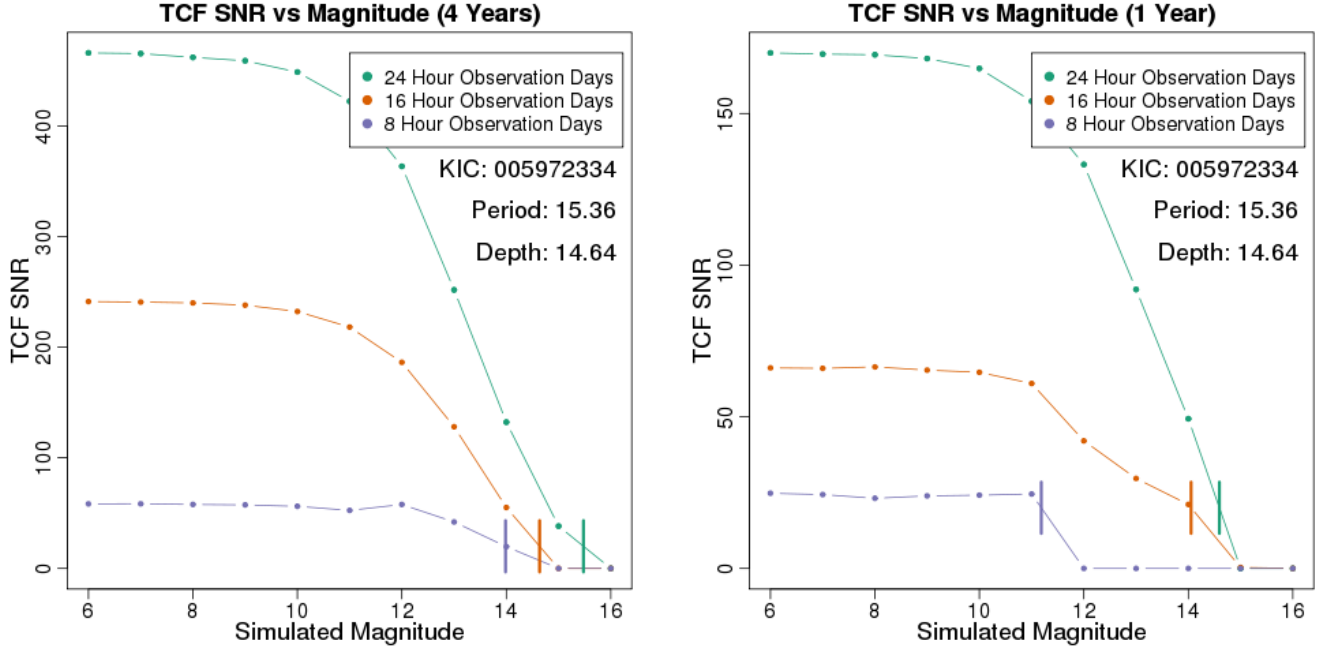 TCF SNR vs Magnitude (4 Years)
24 Hour Observation Days
16 Hour Observation Days
8 Hour Observation Days
KIC: 005972334
Period: 15.36
Depth: 14.64
TCF SNR
0
100
200
300
400
6 8 10 12 14 16
Simulated Magnitude
TCF SNR vs Magnitude (1 Year)
24 Hour Observation Days
16 Hour Observation Days
8 Hour Observation Days
KIC: 005972334
Period: 15.36
Depth: 14.64
TCF SNR
0
50
100
150
6 8 10 12 14 16
Simulated Magnitude